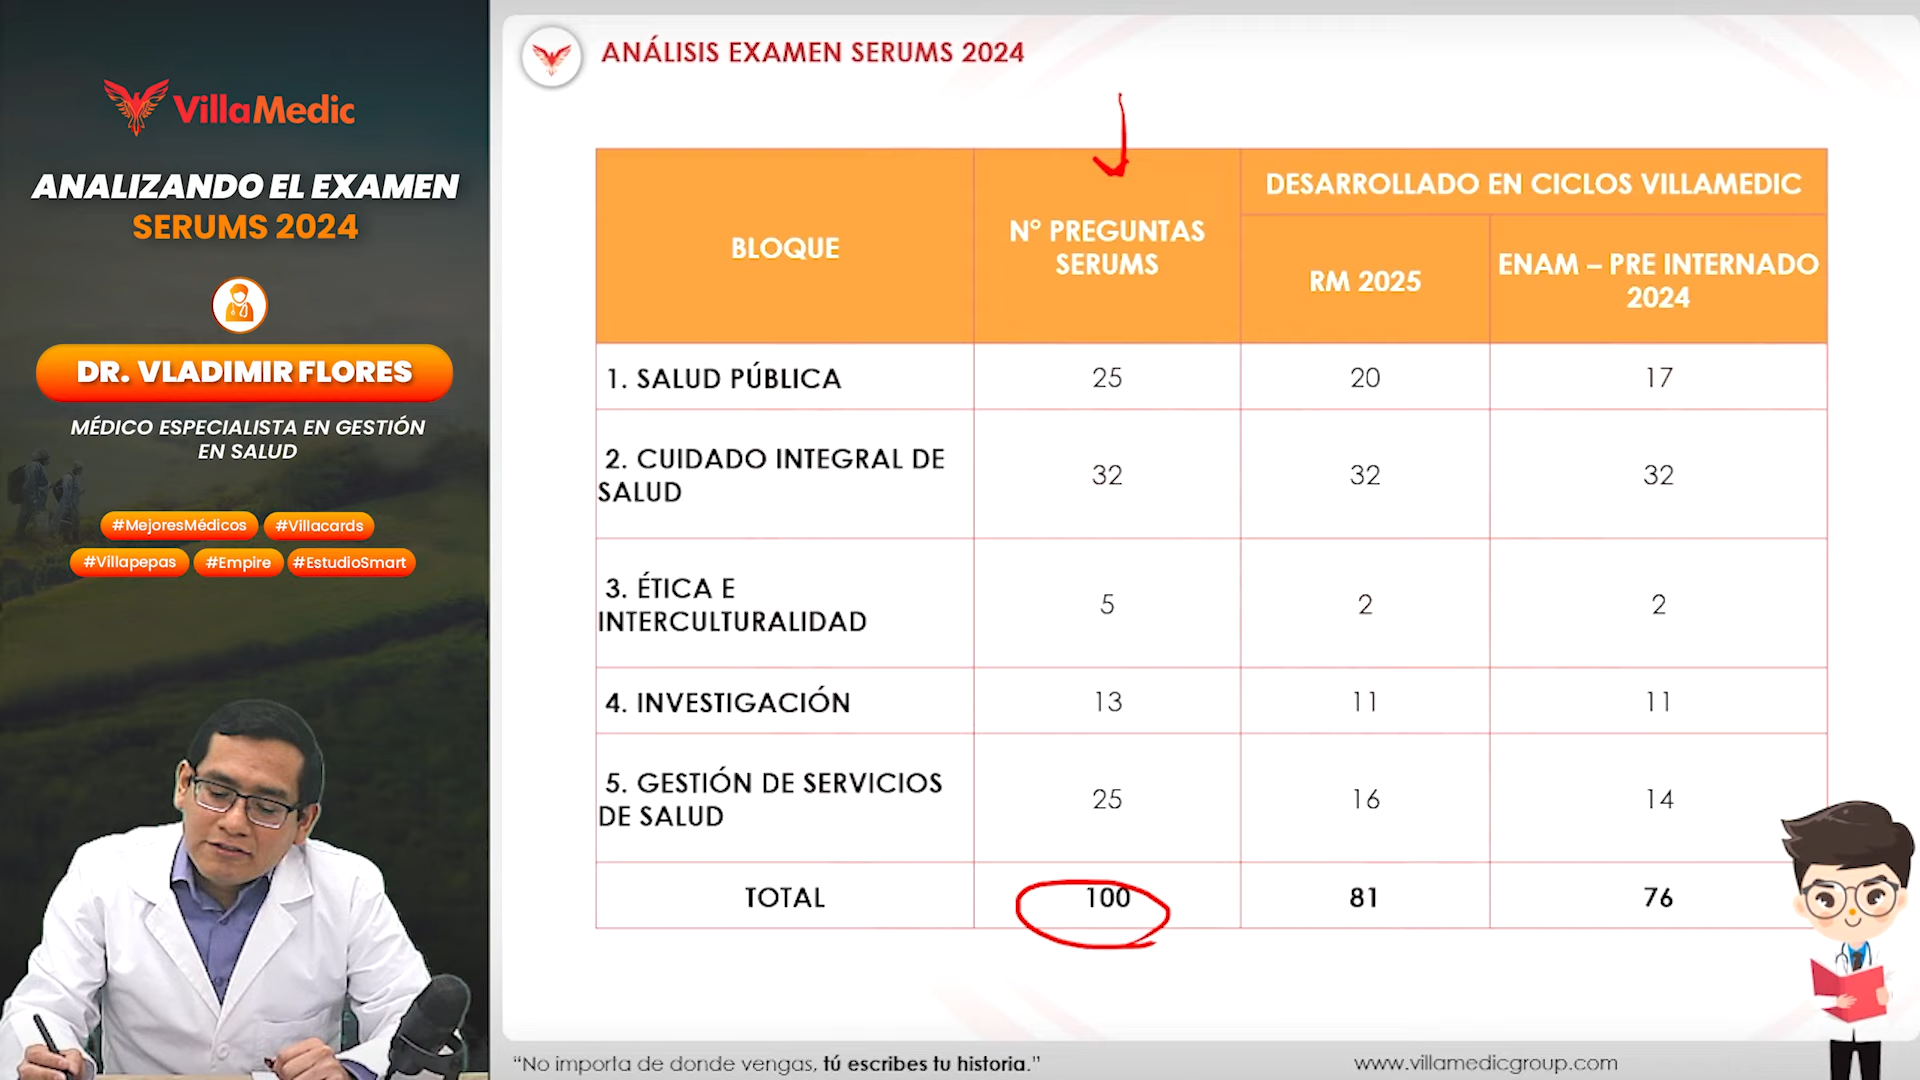 VillaMedic
ANALIZANDO EL EXAMEN
SERUMS 2024
DR. VLADIMIR FLORES
MÉDICO ESPECIALISTA EN GESTIÓN
EN SALUD
#MejoresMédicos #Villacards
#Villapepas #Empire #EstudioSmart
ANÁLISIS EXAMEN SERUMS 2024
BLOQUE
N° PREGUNTAS
SERUMS
DESARROLLADO EN CICLOS VILLAMEDIC
RM 2025
ENAM – PRE INTERNADO
2024
1. SALUD PÚBLICA 25 20 17
2. CUIDADO INTEGRAL DE
SALUD 32 32 32
3. ÉTICA E
INTERCULTURALIDAD 5 2 2
4. INVESTIGACIÓN 13 11 11
5. GESTIÓN DE SERVICIOS
DE SALUD 25 16 14
TOTAL 100 81 76
“No importa de donde vengas, tú escribes tu historia.”
www.villamedicgroup.com